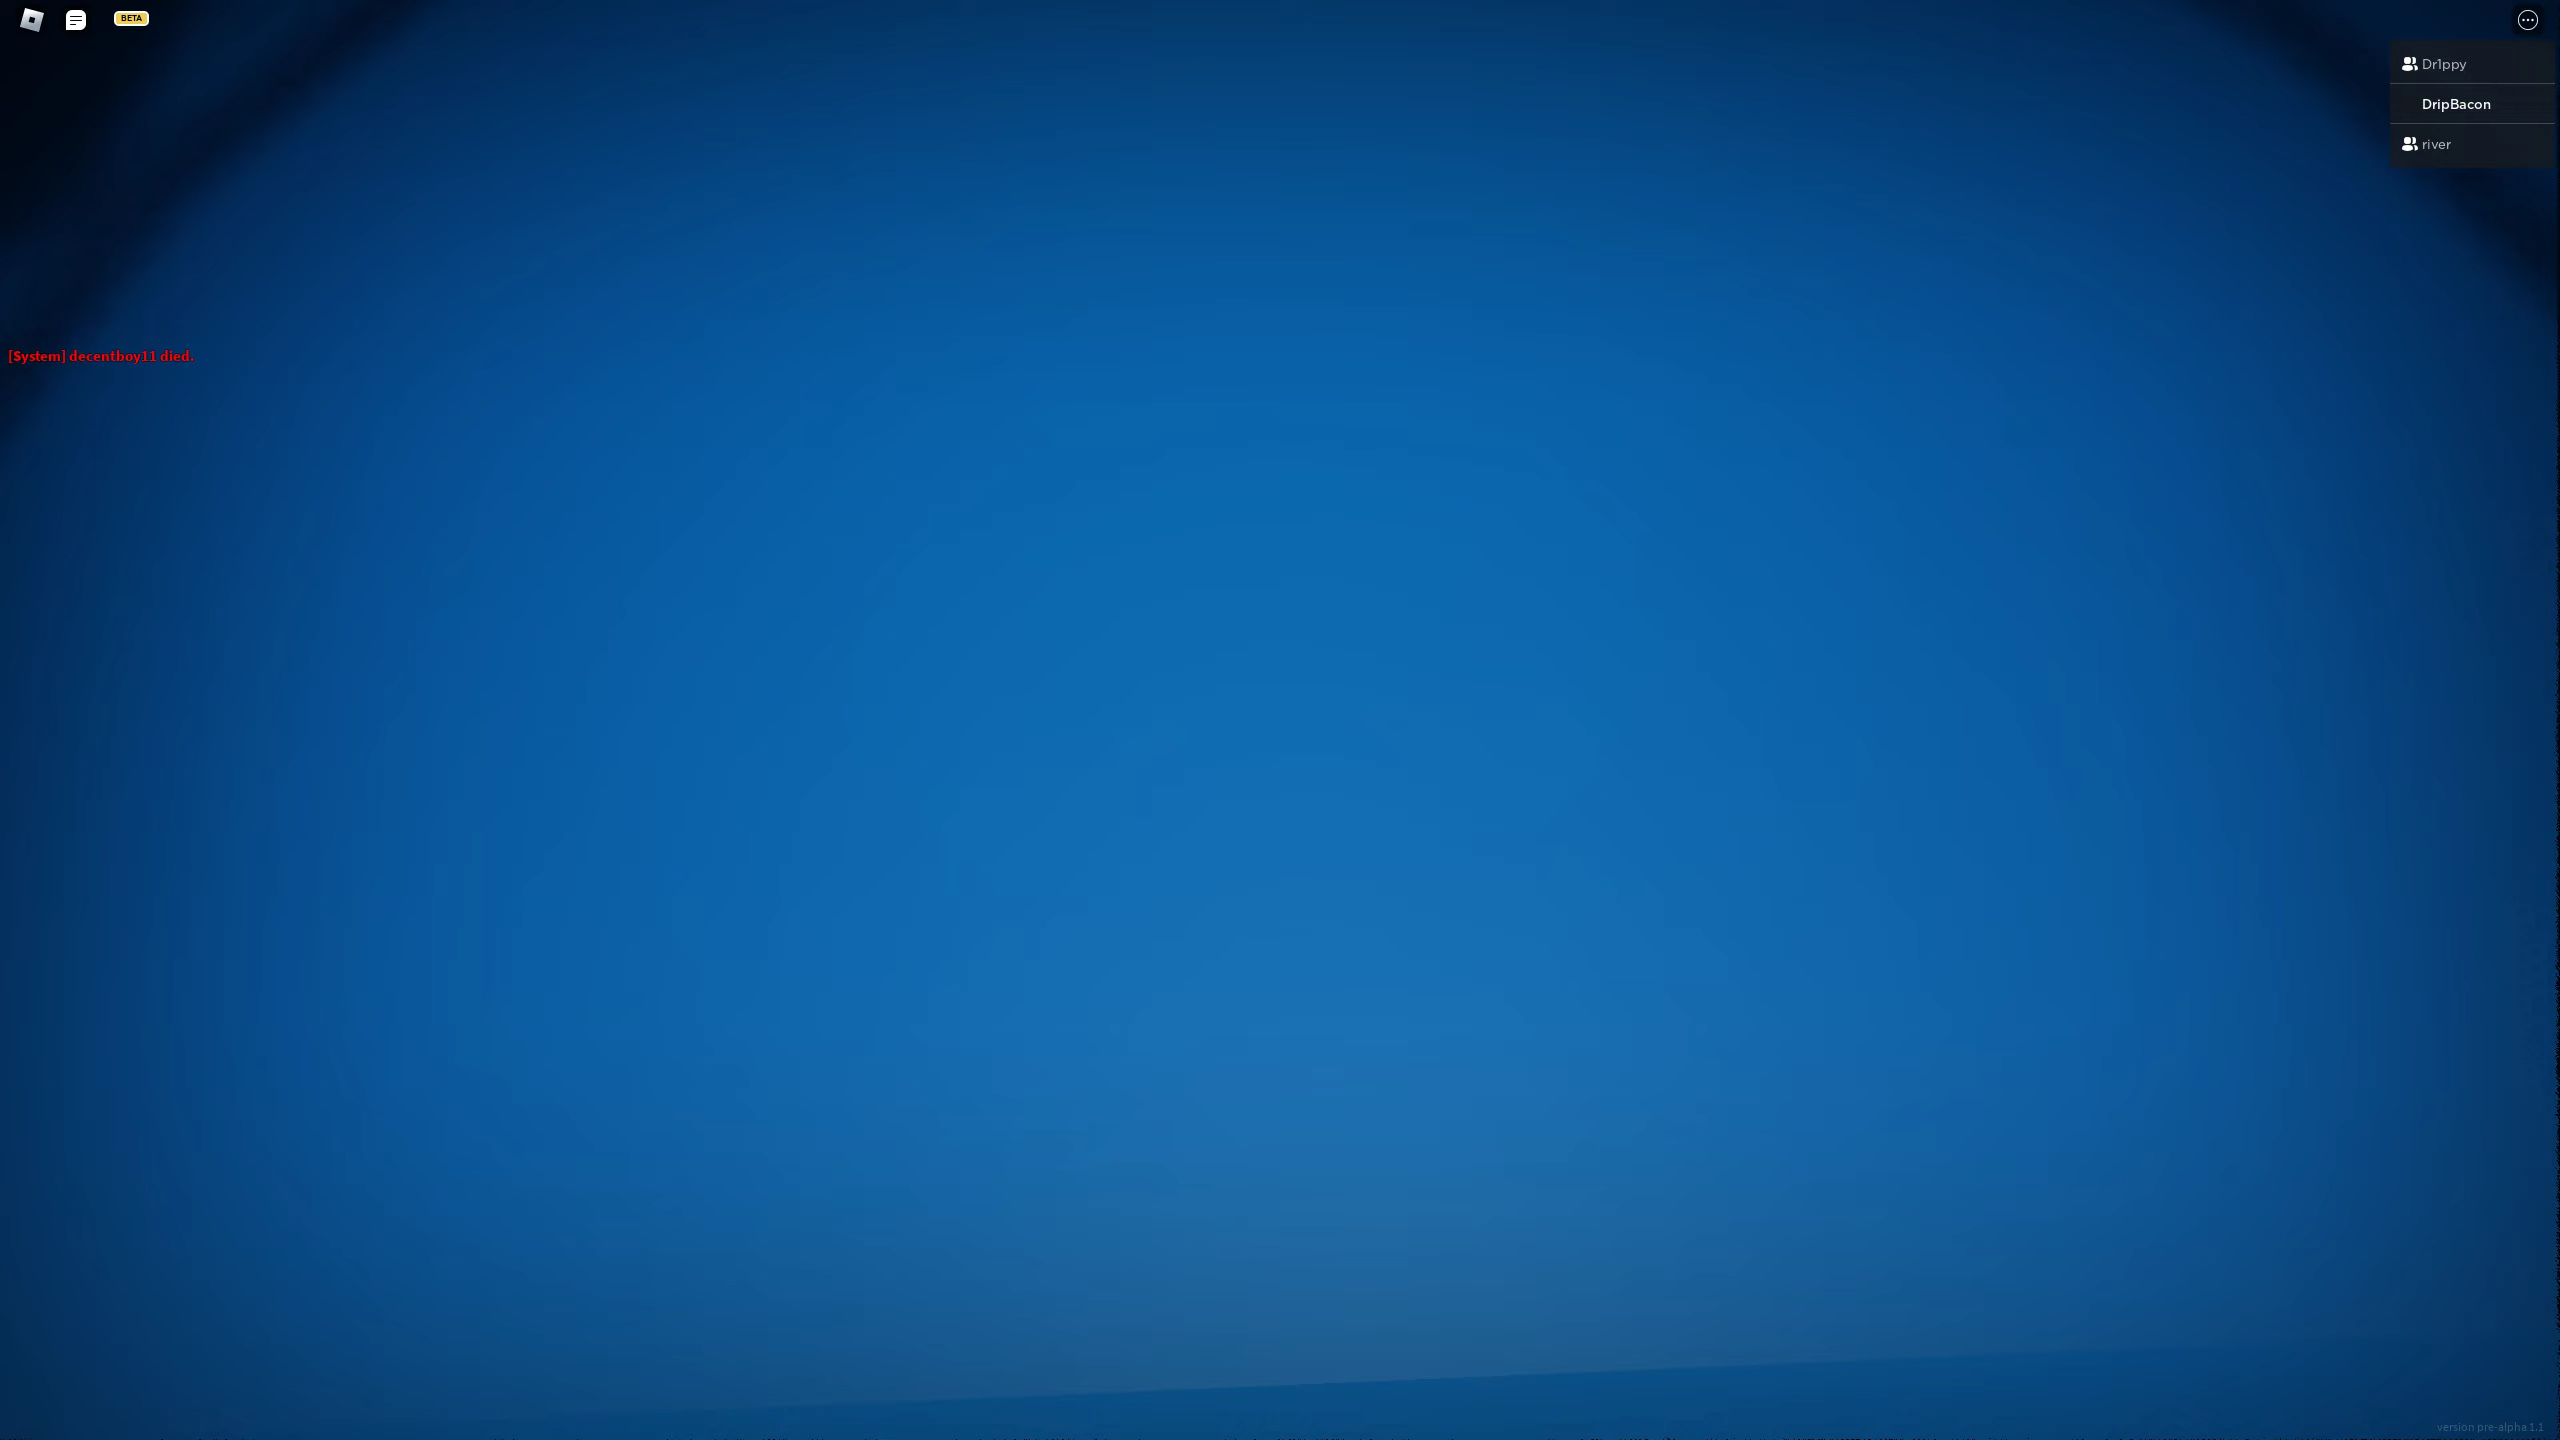 BETA
Dr1ppy
DripBacon
river
[System] decentboy11 died.
version pre-alpha 1.1